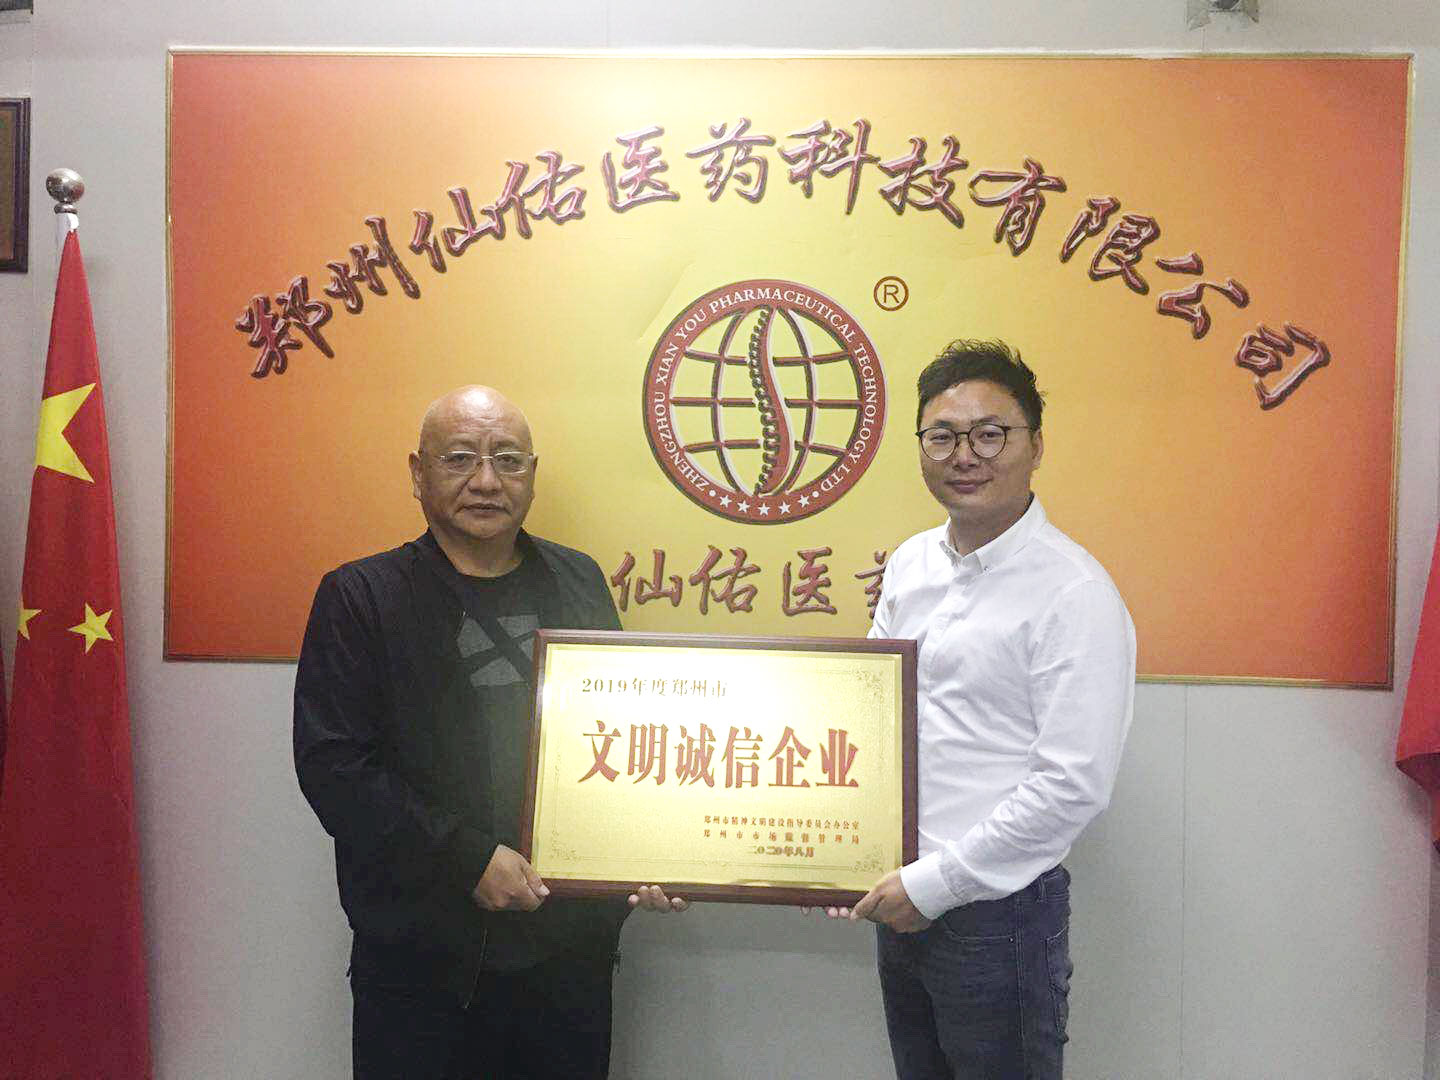 郑州仙佑医药科技有限公司
®
ZHENGZHOU XIAN YOU PHARMACEUTICAL TECHNOLOGY LTD
仙佑医药
2019年度郑州市
文明诚信企业
郑州市精神文明建设指导委员会办公室
郑州市市场监督管理局
二〇二〇年八月